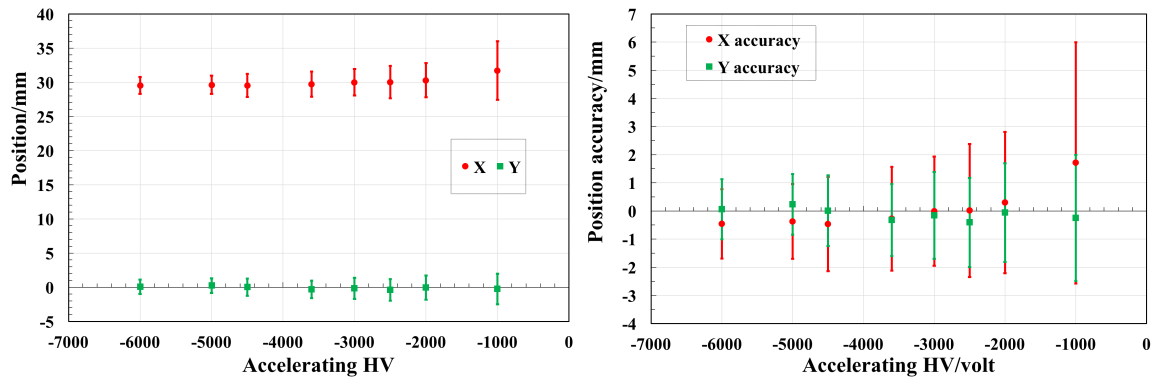 40
35
30
25
20
15
10
5
0
-5
-7000 -6000 -5000 -4000 -3000 -2000 -1000 0
Position/mm
Accelerating HV
X Y
7
6
5
4
3
2
1
0
-1
-2
-3
-4
-7000 -6000 -5000 -4000 -3000 -2000 -1000 0
Position accuracy/mm
Accelerating HV/volt
X accuracy
Y accuracy